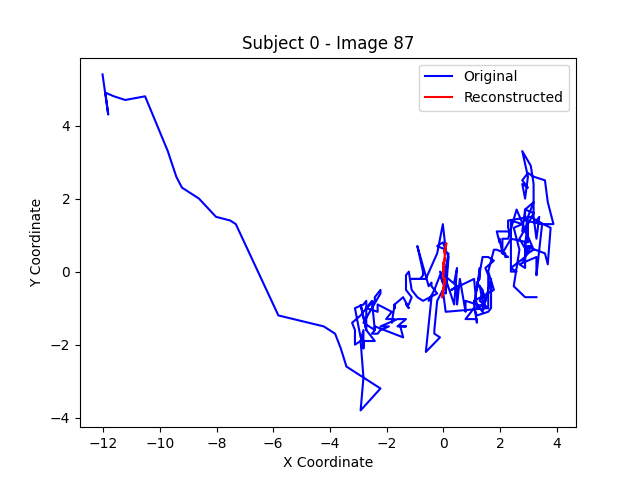 Subject 0 - Image 87
Original
Reconstructed
Y Coordinate
4
2
0
−2
−4
−12
−10
−8
−6
−4
−2
0
2
4
X Coordinate